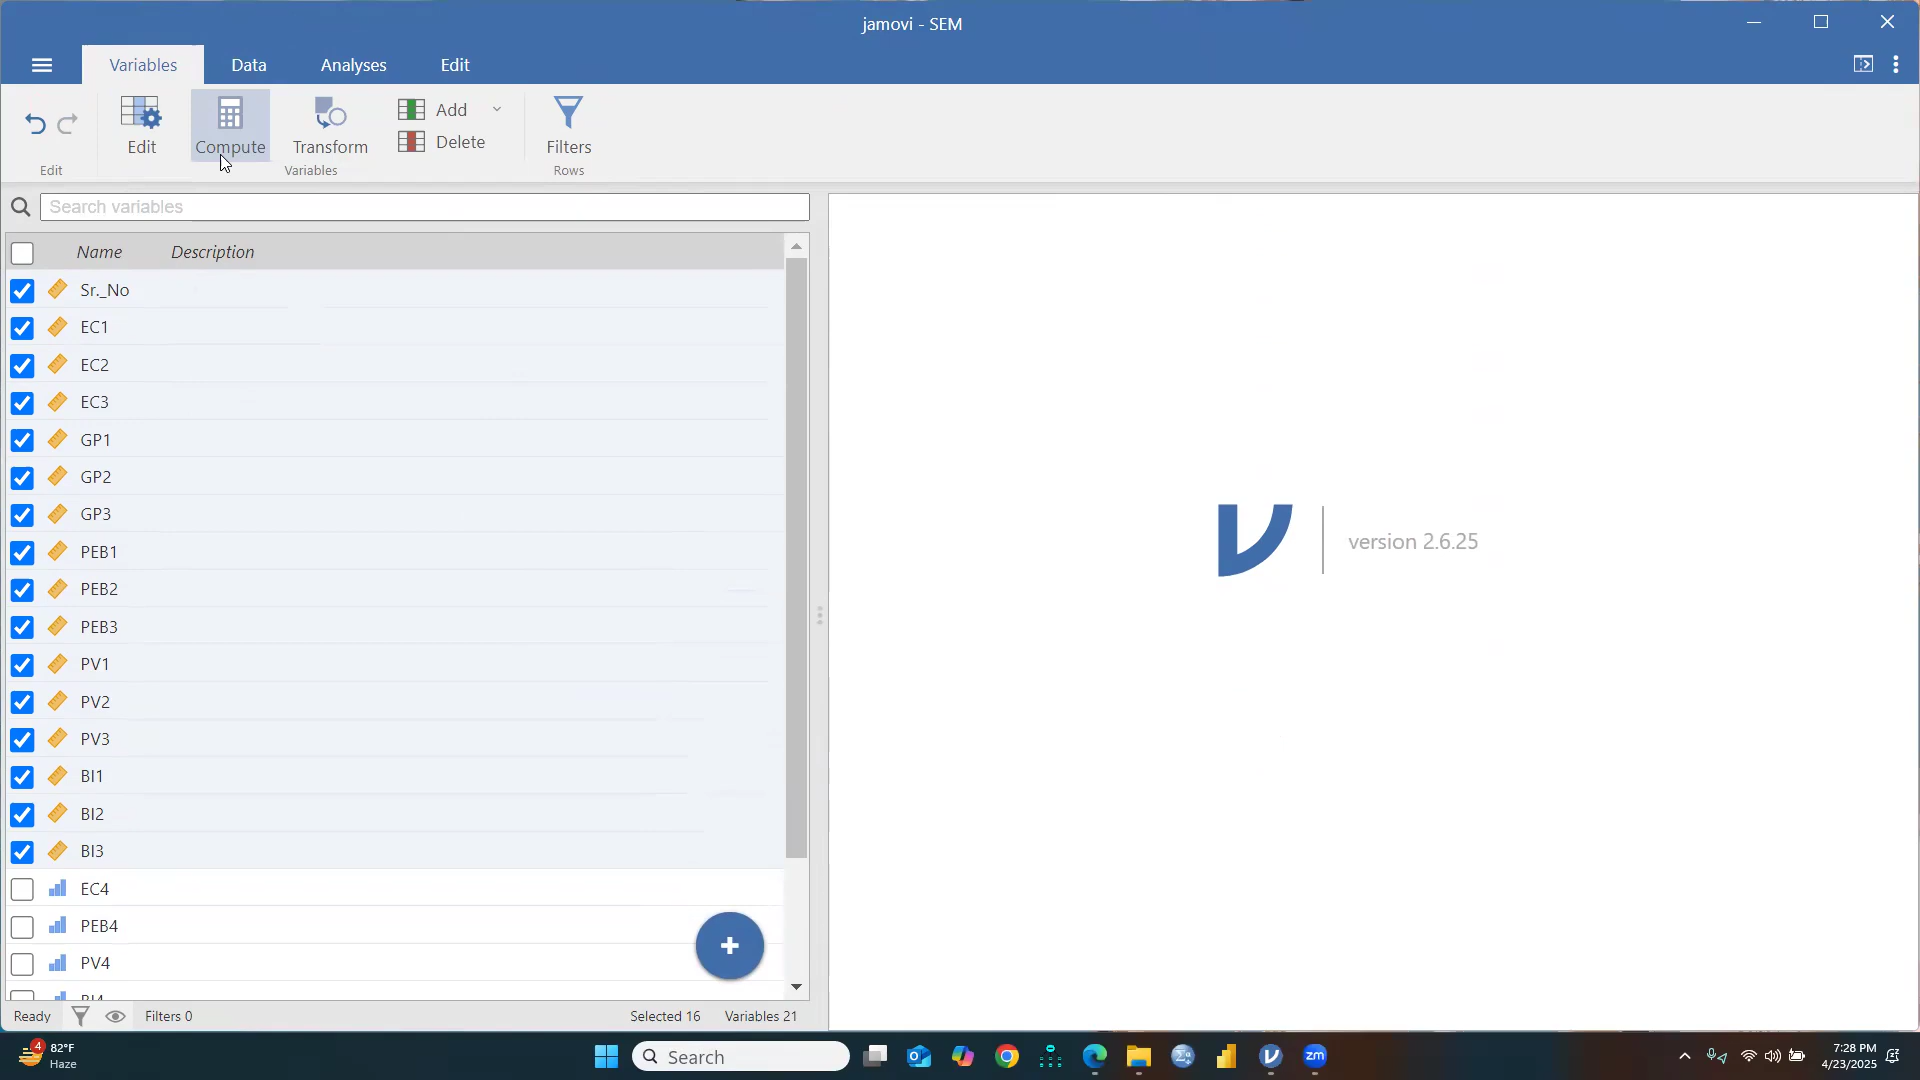 jamovi - SEM
Variables
Data
Analyses
Edit
Edit
Compute
Transform
Add
Delete
Filters
Edit
Variables
Rows
Search variables
Name
Description
Sr._No
EC1
EC2
EC3
GP1
GP2
GP3
PEB1
PEB2
PEB3
PV1
PV2
PV3
BI1
BI2
BI3
EC4
PEB4
PV4
BI4
version 2.6.25
Ready
Filters 0
Selected 16
Variables 21
4
82°F
Haze
Search
zm
7:28 PM
4/23/2025